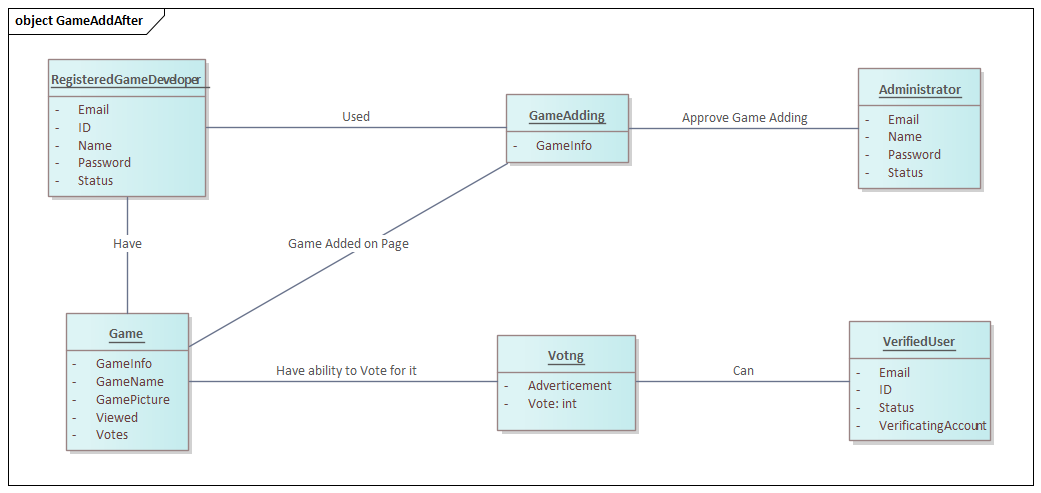 object GameAddAfter
RegisteredGameDeveloper
- Email
- ID
- Name
- Password
- Status
Used
GameAdding
- GameInfo
Approve Game Adding
Administrator
- Email
- Name
- Password
- Status
Have
Game Added on Page
Game
- GameInfo
- GameName
- GamePicture
- Viewed
- Votes
Have ability to Vote for it
Votng
- Adverticement
- Vote: int
Can
VerifiedUser
- Email
- ID
- Status
- VerificatingAccount